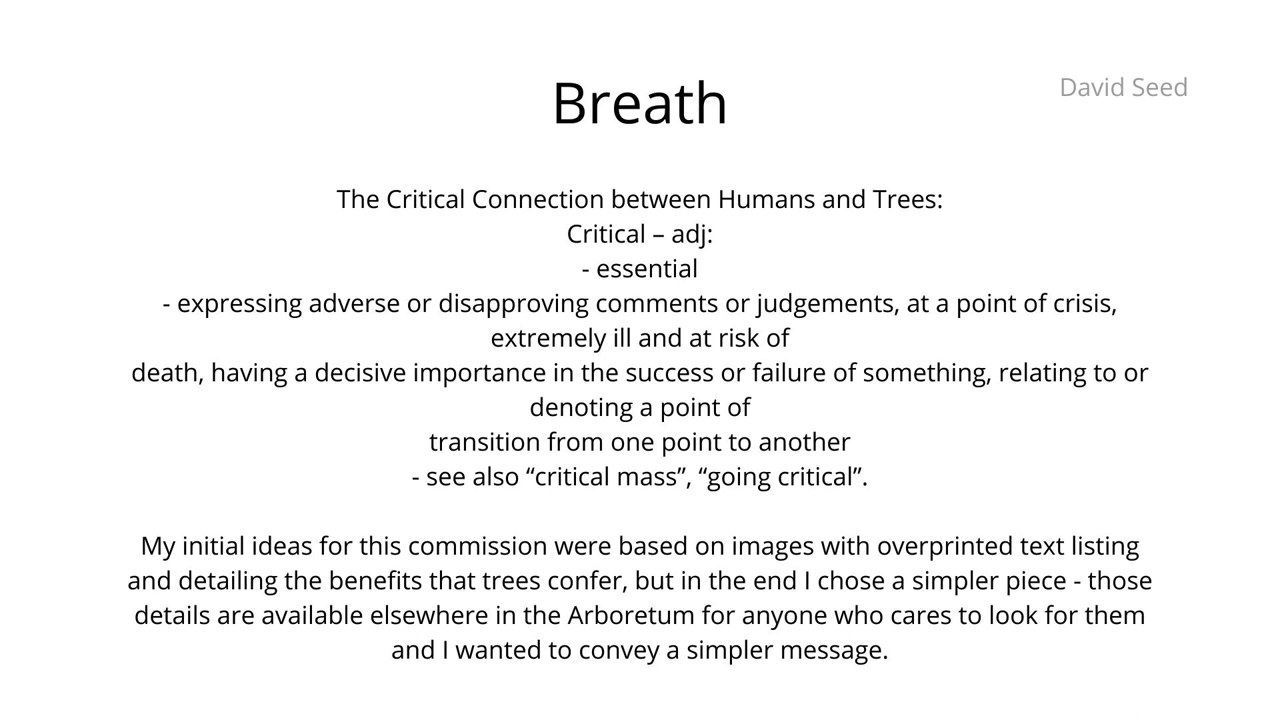 Breath
David Seed
The Critical Connection between Humans and Trees:
Critical – adj:
- essential
- expressing adverse or disapproving comments or judgements, at a point of crisis,
extremely ill and at risk of
death, having a decisive importance in the success or failure of something, relating to or
denoting a point of
transition from one point to another
- see also “critical mass”, “going critical”.
My initial ideas for this commission were based on images with overprinted text listing
and detailing the benefits that trees confer, but in the end I chose a simpler piece - those
details are available elsewhere in the Arboretum for anyone who cares to look for them
and I wanted to convey a simpler message.